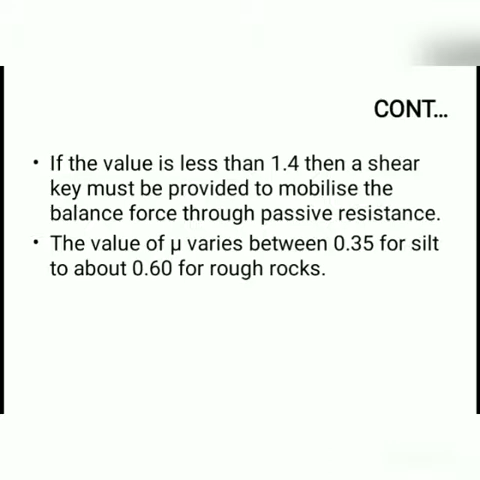 CONT...
• If the value is less than 1.4 then a shear
key must be provided to mobilise the
balance force through passive resistance.
• The value of μ varies between 0.35 for silt
to about 0.60 for rough rocks.